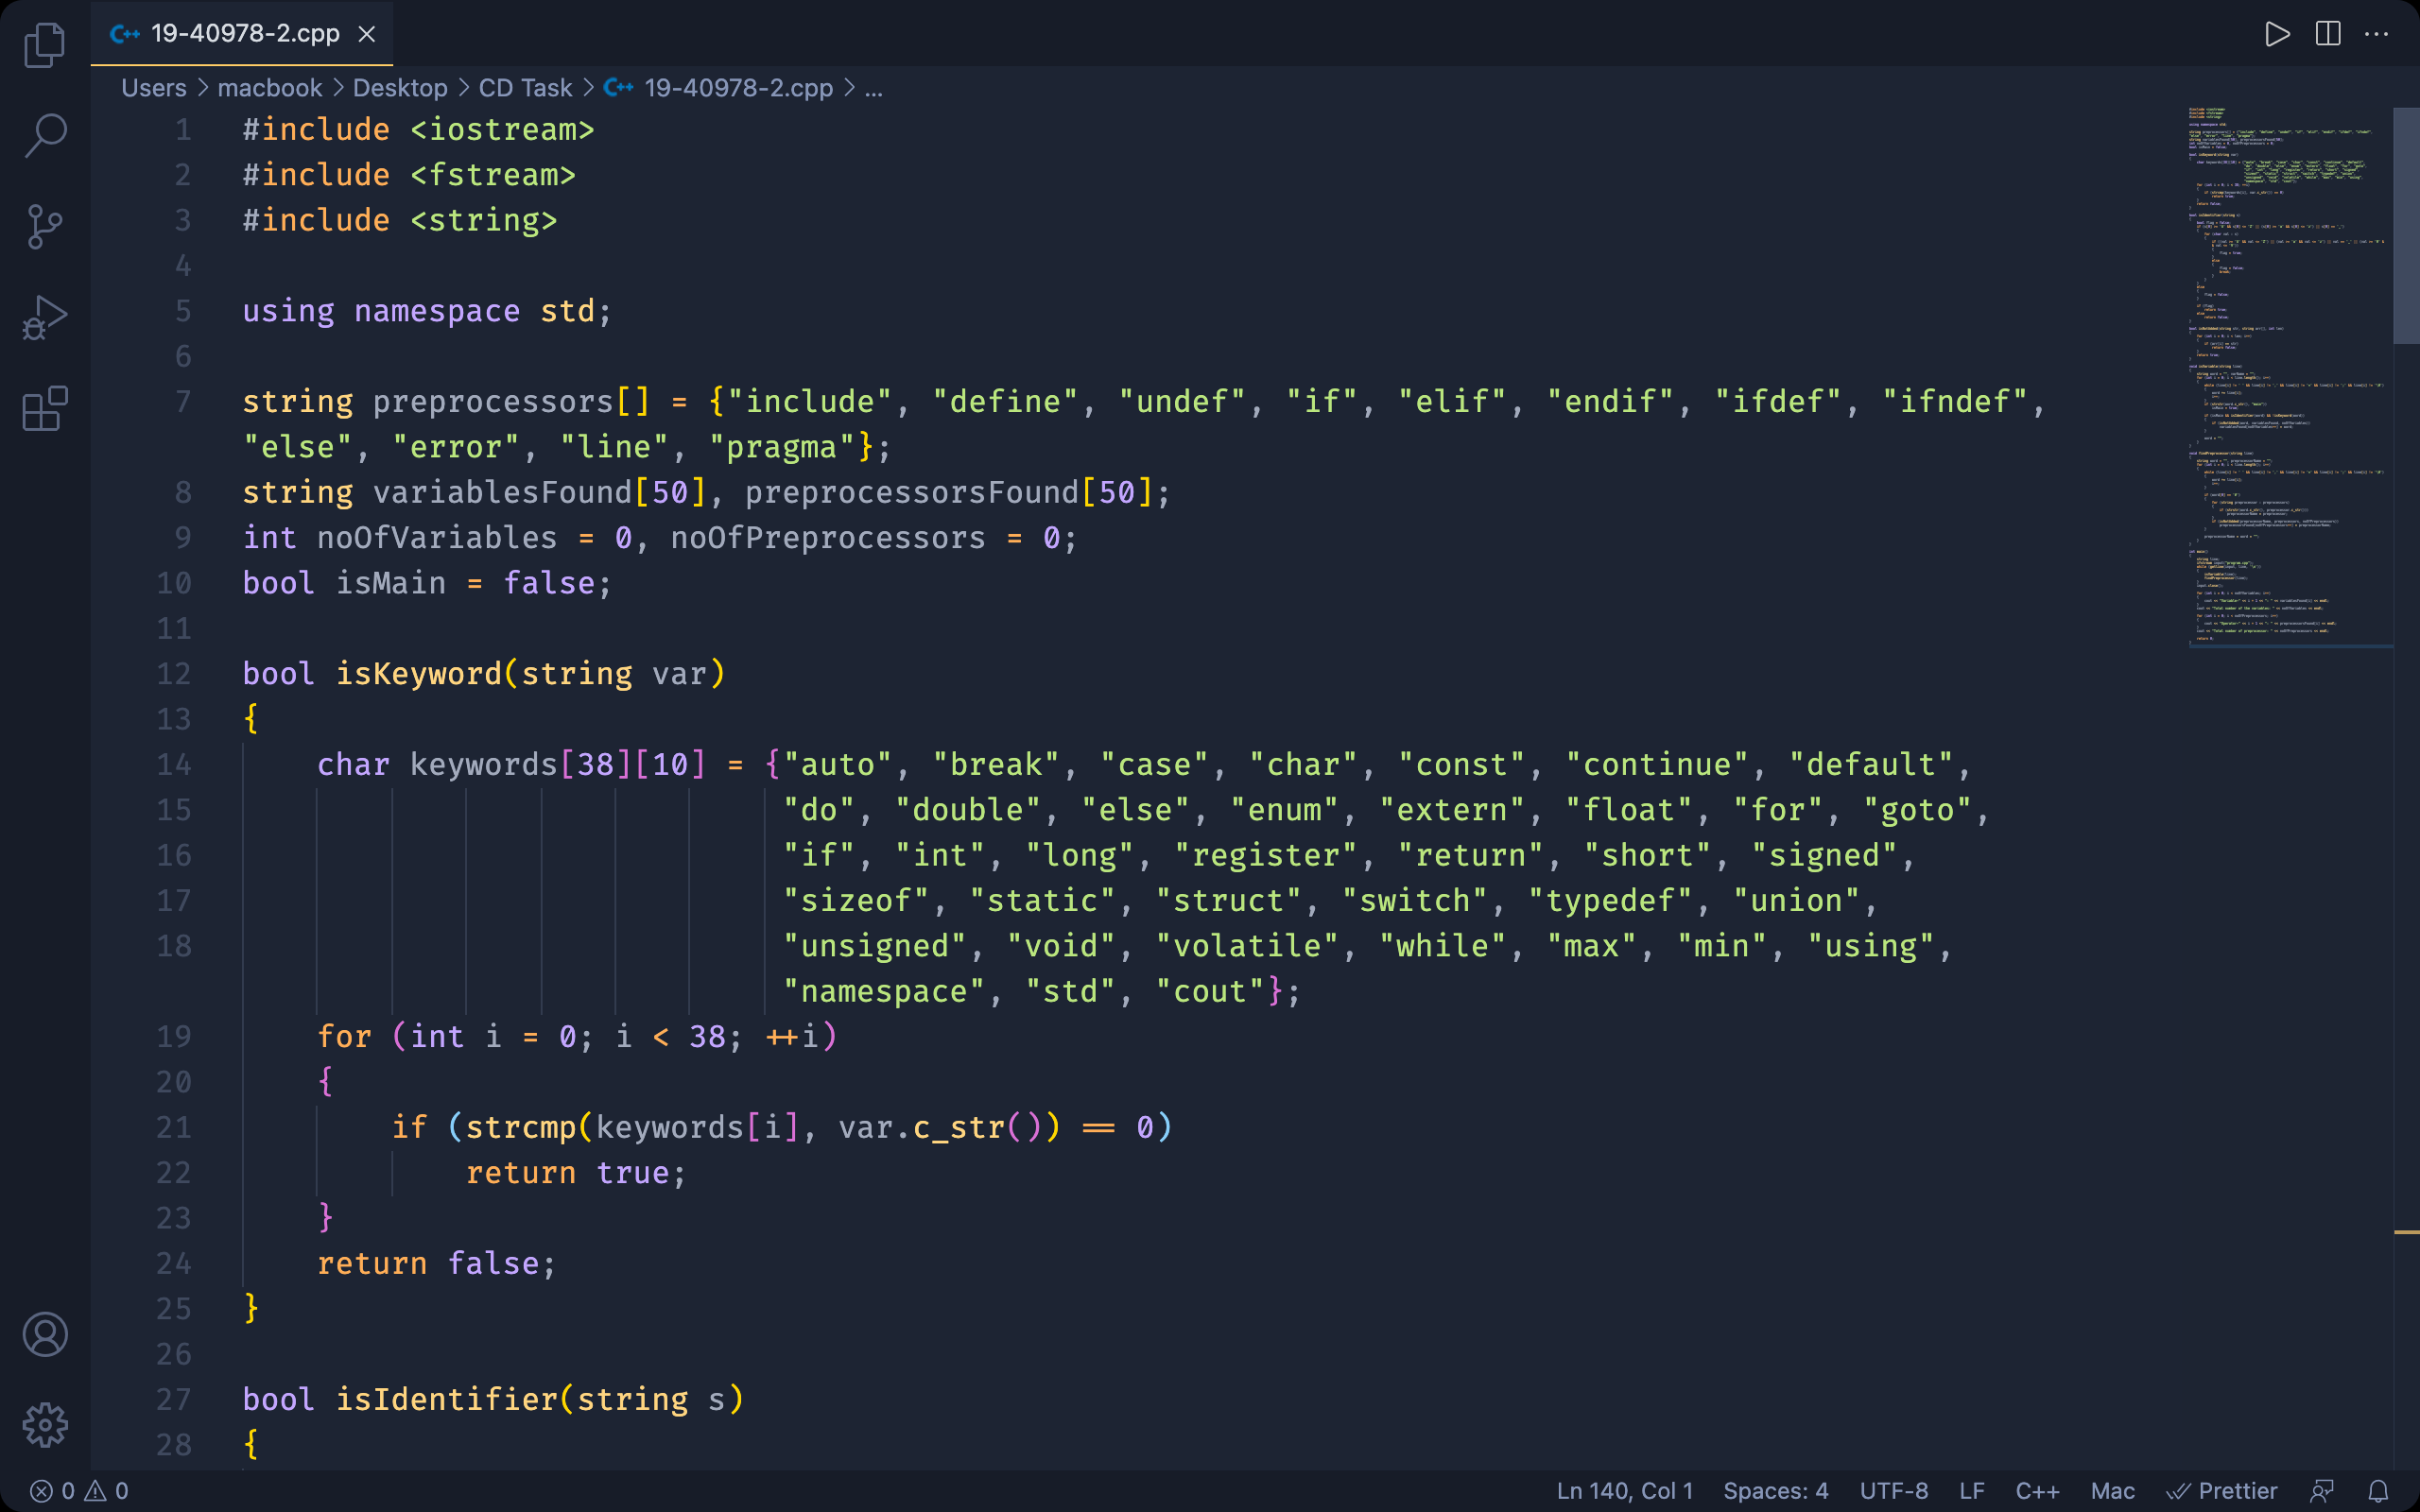 19-40978-2.cpp
Users > macbook > Desktop > CD Task > 19-40978-2.cpp > ...
1 #include <iostream>
2 #include <fstream>
3 #include <string>
4
5 using namespace std;
6
7 string preprocessors[] = {"include", "define", "undef", "if", "elif", "endif", "ifdef", "ifndef",
"else", "error", "line", "pragma"};
8 string variablesFound[50], preprocessorsFound[50];
9 int noOfVariables = 0, noOfPreprocessors = 0;
10 bool isMain = false;
11
12 bool isKeyword(string var)
13 {
14     char keywords[38][10] = {"auto", "break", "case", "char", "const", "continue", "default",
15                              "do", "double", "else", "enum", "extern", "float", "for", "goto",
16                              "if", "int", "long", "register", "return", "short", "signed",
17                              "sizeof", "static", "struct", "switch", "typedef", "union",
18                              "unsigned", "void", "volatile", "while", "max", "min", "using",
                             "namespace", "std", "cout"};
19     for (int i = 0; i < 38; ++i)
20     {
21         if (strcmp(keywords[i], var.c_str()) == 0)
22             return true;
23     }
24     return false;
25 }
26
27 bool isIdentifier(string s)
28 {
0 0 Ln 140, Col 1 Spaces: 4 UTF-8 LF C++ Mac Prettier